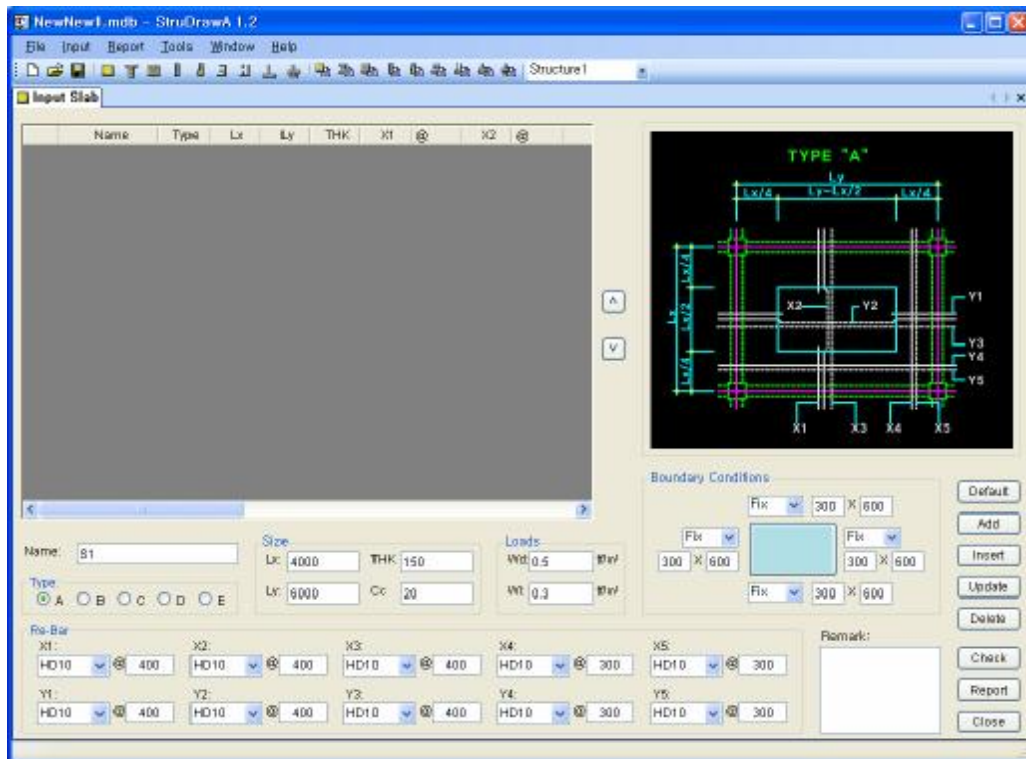 NewNew1.mdb - StruDrawA 1.2
File Input Report Tools Window Help
Structure1
Input Slab
Name Type Lx Ly THK X1 @ X2 @
TYPE "A"
Ly
Lx/4 Ly-Lx/2 Lx/4
Lx/4
Lx
Lx/2
Lx/4
X2 Y2
Y1
Y3
Y4
Y5
X1 X3 X4 X5
Boundary Conditions
Fix 300 X 600
Fix 300 X 600
Fix 300 X 600
Fix 300 X 600
Default
Add
Insert
Update
Delete
Check
Report
Close
Name: S1
Type
A B C D E
Size
Lx: 4000 THK: 150
Ly: 6000 Cc: 20
Loads
Wd: 0.5
Wl: 0.3
Re-Bar
X1: X2: X3: X4: X5:
HD10 @ 400 HD10 @ 400 HD10 @ 400 HD10 @ 300 HD10 @ 300
Y1: Y2: Y3: Y4: Y5:
HD10 @ 400 HD10 @ 400 HD10 @ 400 HD10 @ 300 HD10 @ 300
Remark: